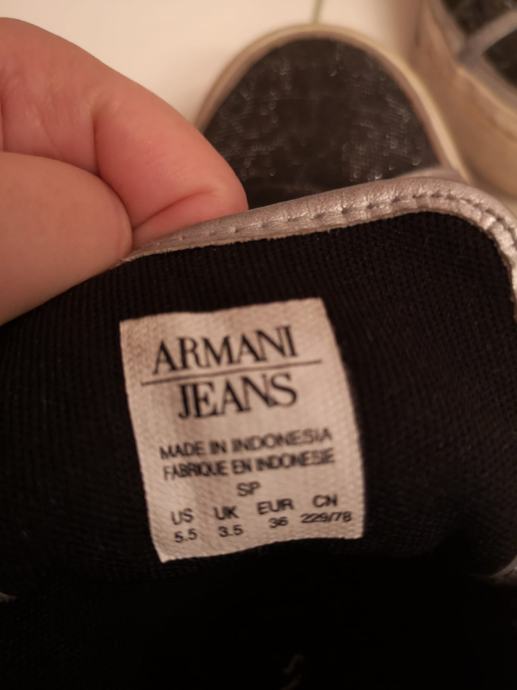 ARMANI
JEANS
MADE IN INDONESIA
FABRIQUE EN INDONESIE
SP
US UK EUR CN
5.5 3.5 36 229/78